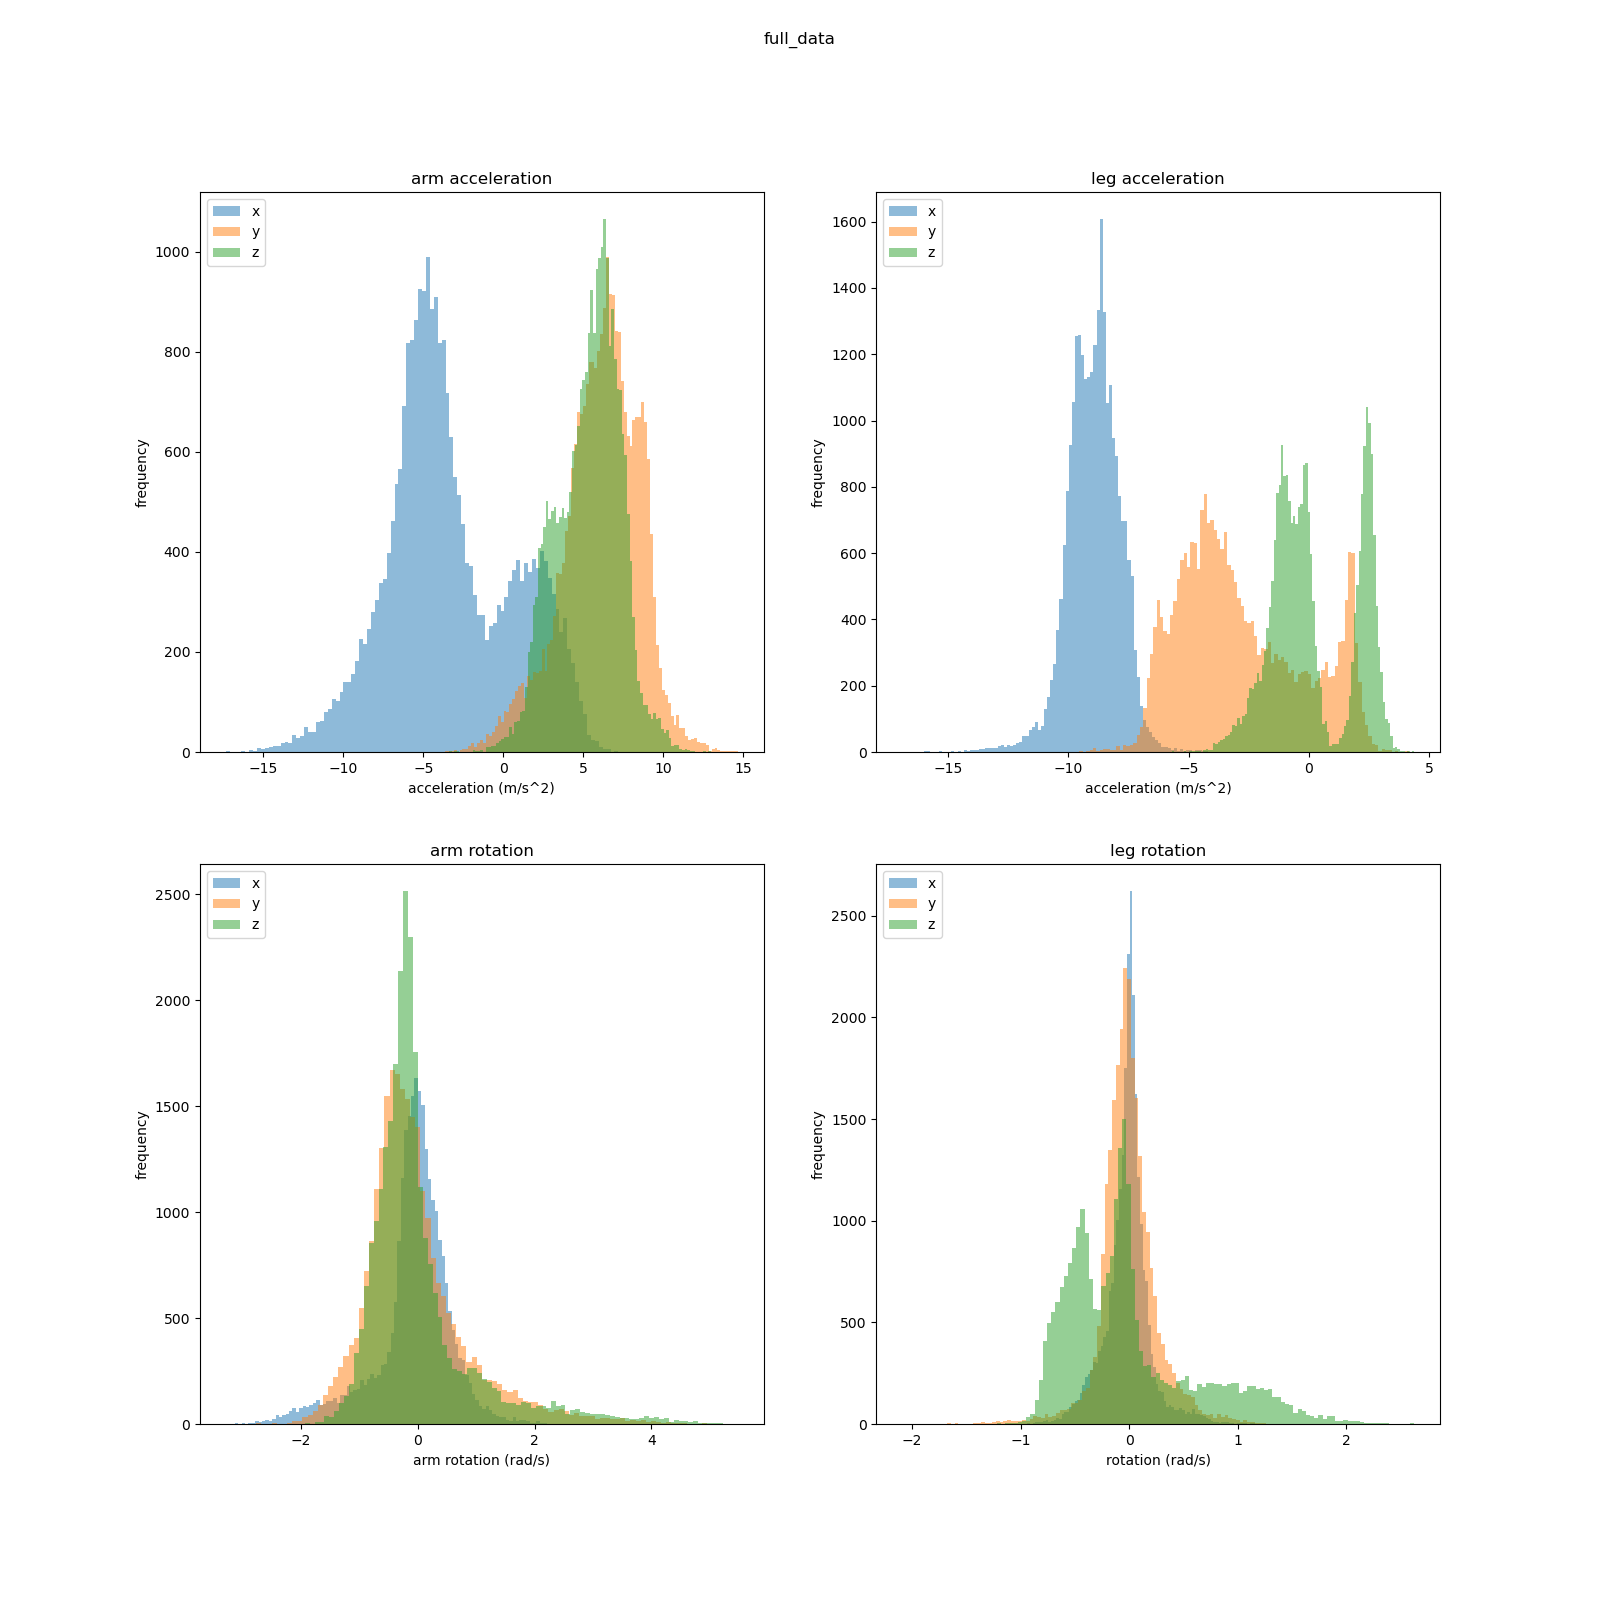 full_data
arm acceleration
x
y
z
1000
800
600
400
200
0
frequency
−15 −10 −5 0 5 10 15
acceleration (m/s^2)
leg acceleration
x
y
z
1600
1400
1200
1000
800
600
400
200
0
frequency
−15 −10 −5 0 5
acceleration (m/s^2)
arm rotation
x
y
z
2500
2000
1500
1000
500
0
frequency
−2 0 2 4
arm rotation (rad/s)
leg rotation
x
y
z
2500
2000
1500
1000
500
0
frequency
−2 −1 0 1 2
rotation (rad/s)